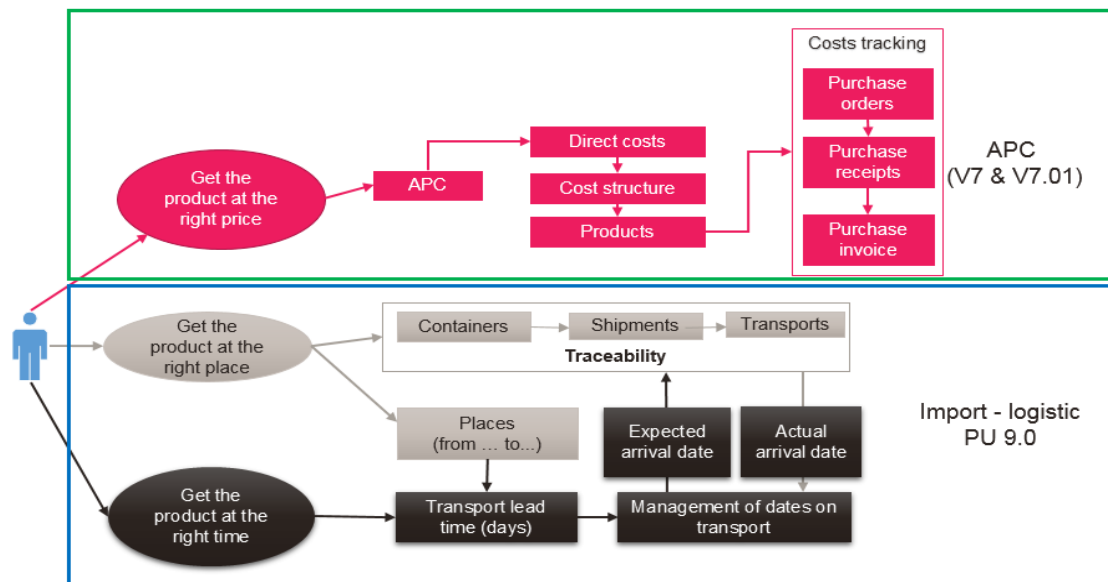 Costs tracking
Purchase
orders
Direct costs
Purchase
receipts
APC
(V7 & V7.01)
Get the
product at the
right price
APC
Cost structure
Products
Purchase
invoice
Get the
product at the
right place
Containers
Shipments
Transports
Traceability
Places
(from ... to...)
Expected
arrival date
Actual
arrival date
Import - logistic
PU 9.0
Get the
product at the
right time
Transport lead
time (days)
Management of dates on
transport